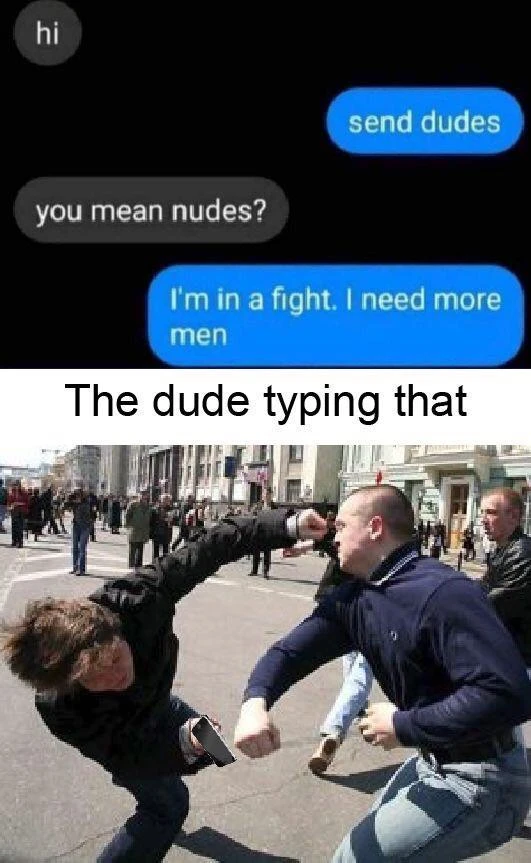 hi
send dudes
you mean nudes?
I'm in a fight. I need more
men
The dude typing that